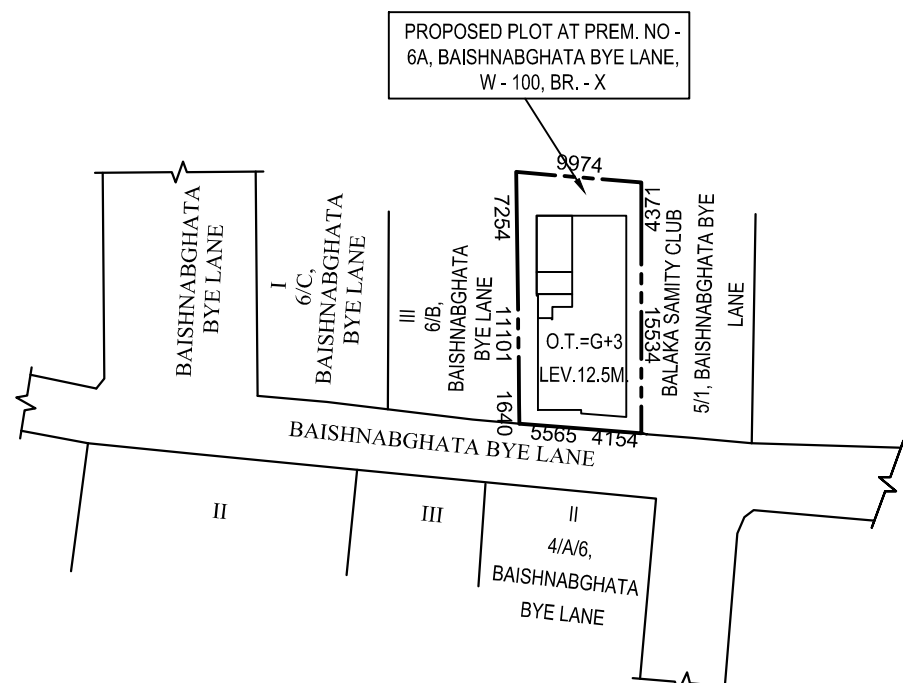 PROPOSED PLOT AT PREM. NO -
6A, BAISHNABGHATA BYE LANE,
W - 100, BR. - X
9974
7254
11101
1640
4371
15534
5565
4154
BAISHNABGHATA
BYE LANE
I
6/C,
BAISHNABGHATA
BYE LANE
III
6/B,
BAISHNABGHATA
BYE LANE
O.T.=G+3
LEV.12.5M.
BALAKA SAMITY CLUB
5/1, BAISHNABGHATA BYE
LANE
BAISHNABGHATA BYE LANE
II
III
II
4/A/6,
BAISHNABGHATA
BYE LANE